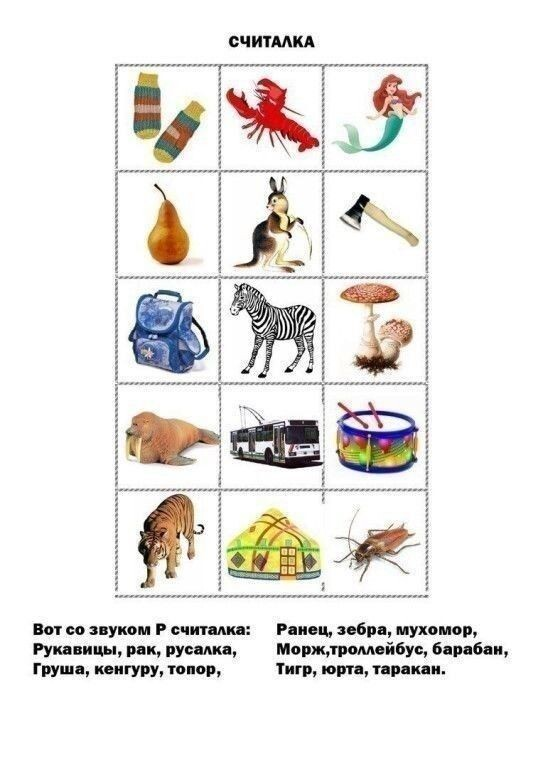 СЧИТАЛКА
Вот со звуком Р считалка:
Рукавицы, рак, русалка,
Груша, кенгуру, топор,
Ранец, зебра, мухомор,
Морж,троллейбус, барабан,
Тигр, юрта, таракан.